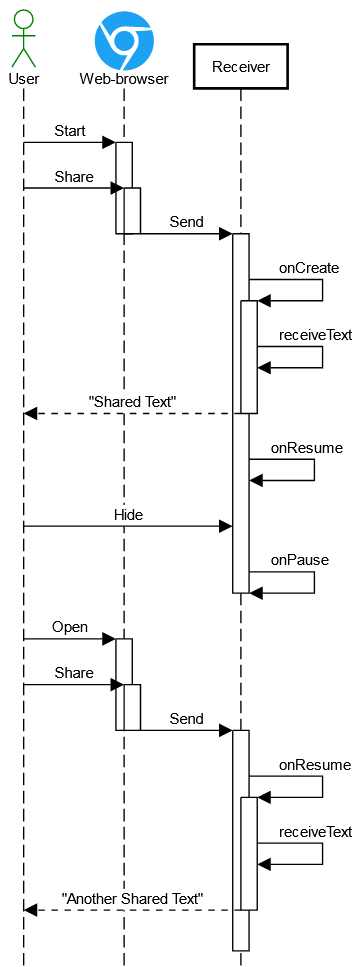 User
Web-browser
Receiver
Start
Share
Send
onCreate
receiveText
"Shared Text"
onResume
Hide
onPause
Open
Share
Send
onResume
receiveText
"Another Shared Text"